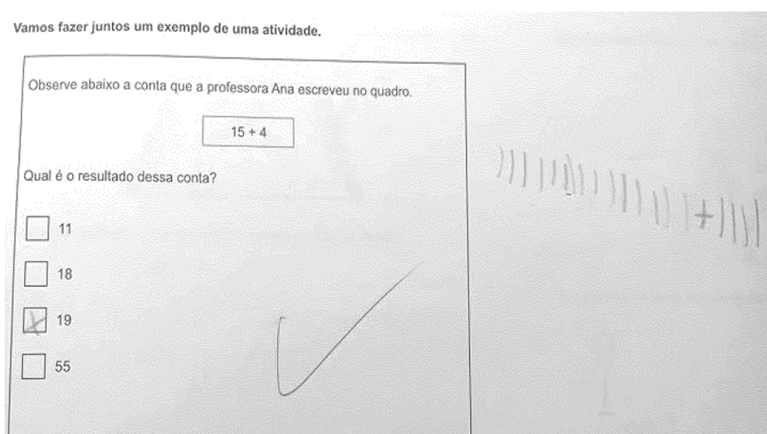 Vamos fazer juntos um exemplo de uma atividade.
Observe abaixo a conta que a professora Ana escreveu no quadro.
15 + 4
Qual é o resultado dessa conta?
11
18
19
55
+